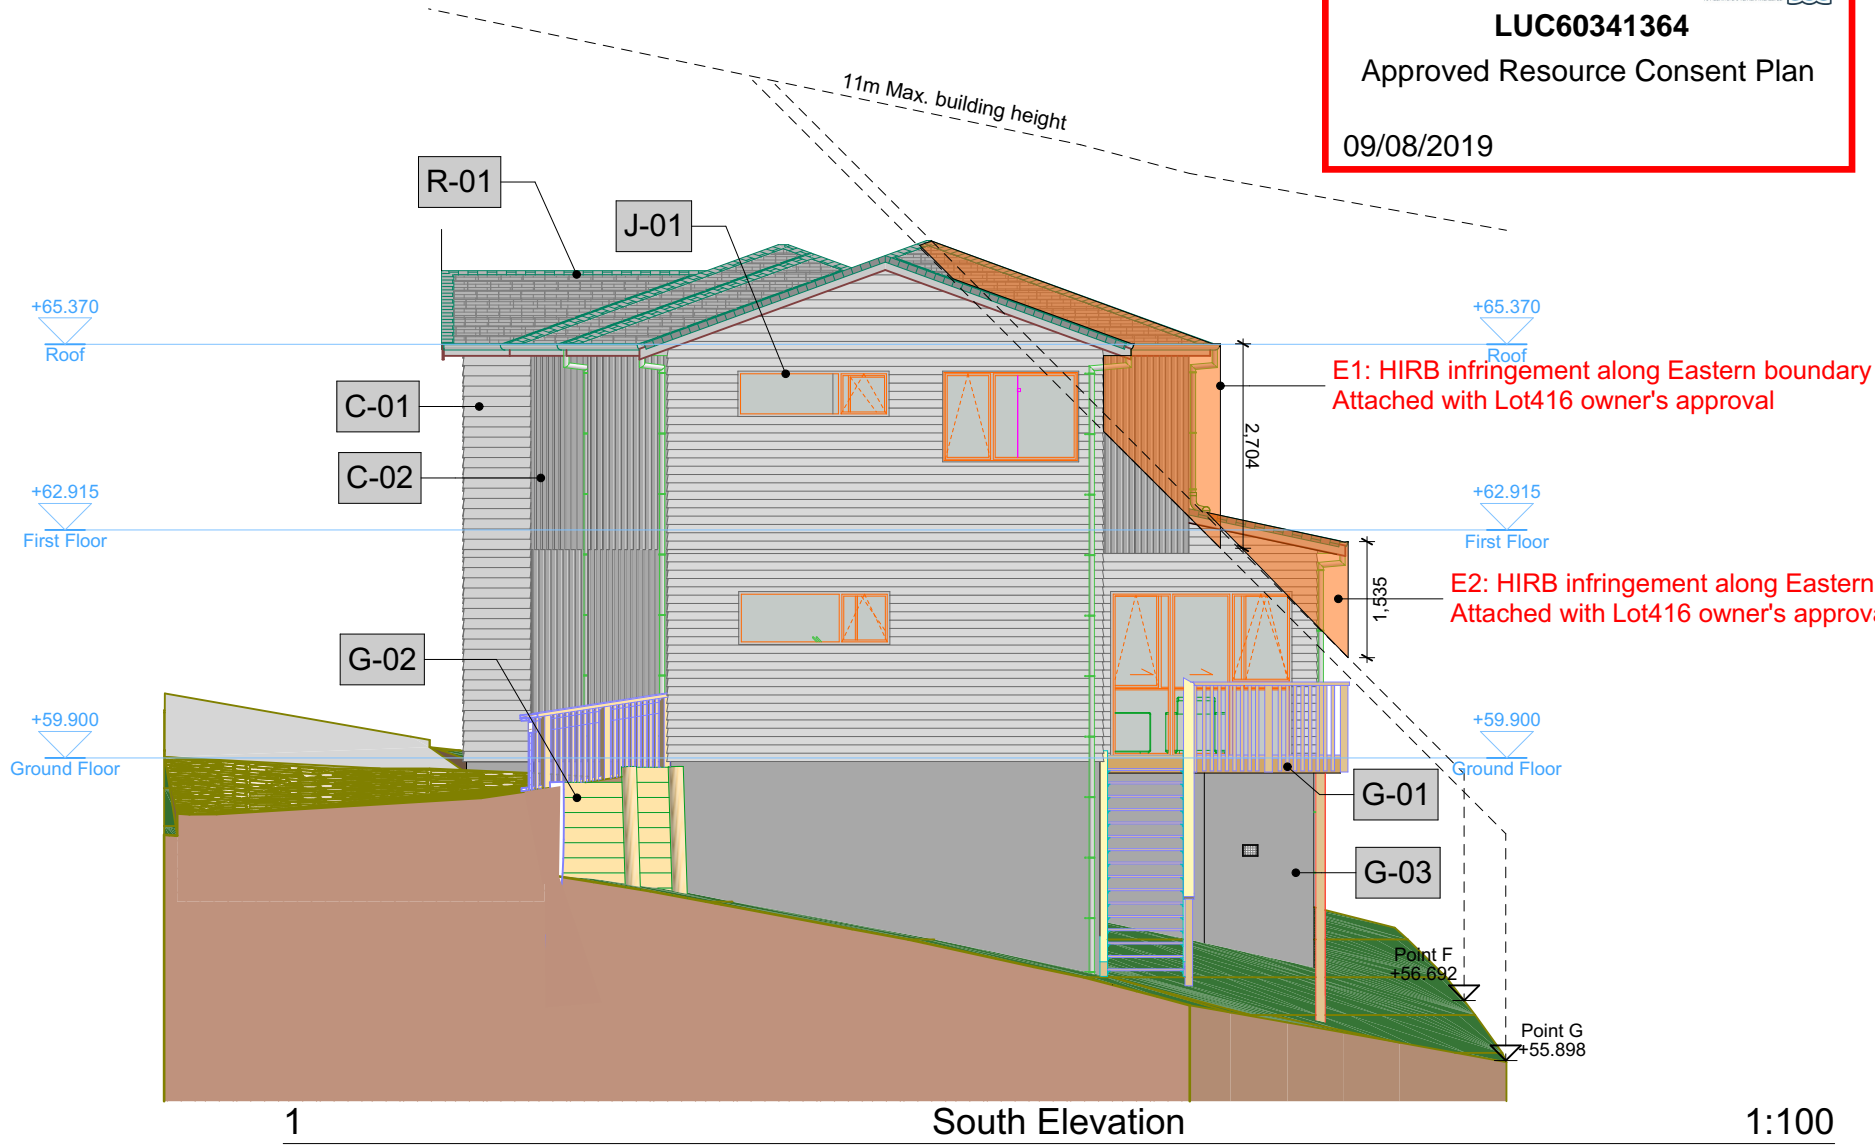 LUC60341364
Approved Resource Consent Plan
09/08/2019
11m Max. building height
R-01
J-01
+65.370
Roof
+65.370
Roof
E1: HIRB infringement along Eastern boundary
Attached with Lot416 owner's approval
C-01
2,704
C-02
+62.915
First Floor
+62.915
First Floor
E2: HIRB infringement along Eastern
Attached with Lot416 owner's approva
1,535
G-02
+59.900
Ground Floor
+59.900
Ground Floor
G-01
G-03
Point F
+56.692
Point G
+55.898
1
South Elevation
1:100